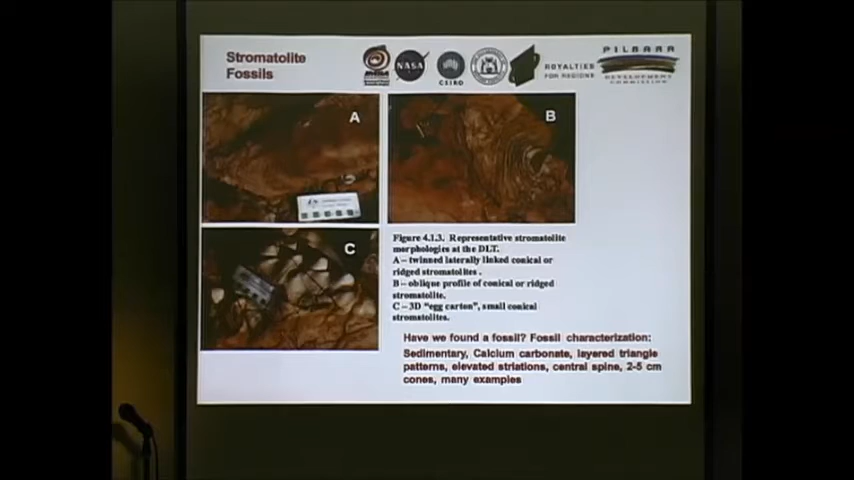 Stromatolite
Fossils
NASA
CSIRO
ROYALTIES
FOR REGIONS
PILBARA
DEVELOPMENT
COMMISSION
A
B
C
Figure 4.1.3. Representative stromatolite
morphologies at the DLT.
A – twinned laterally linked conical or
ridged stromatolites .
B – oblique profile of conical or ridged
stromatolite.
C – 3D "egg carton", small conical
stromatolites.
Have we found a fossil? Fossil characterization:
Sedimentary, Calcium carbonate, layered triangle
patterns, elevated striations, central spine, 2-5 cm
cones, many examples